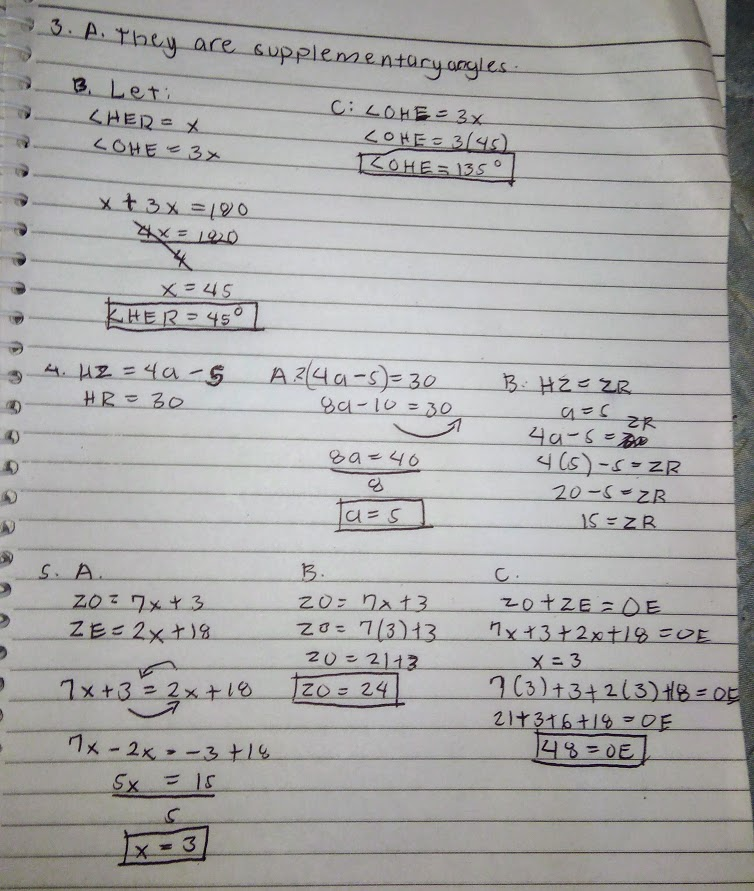 3. A. They are supplementary angles.
B. Let:
<HER = x
<OHE = 3x
x + 3x = 180
4x = 180
4
x = 45
<HER = 45°
C: <OHE = 3x
<OHE = 3(45)
<OHE = 135°
4. HZ = 4a - 5
HR = 30
A 2(4a-5) = 30
8a - 10 = 30
8a = 40
8
a = 5
B. HZ = ZR
a = 5
4a - 5 = ZR
4(5) - 5 = ZR
20 - 5 = ZR
15 = ZR
5. A.
ZO = 7x + 3
ZE = 2x + 18
7x + 3 = 2x + 18
7x - 2x = -3 + 18
5x = 15
5
x = 3
B.
ZO = 7x + 3
ZO = 7(3) + 3
ZO = 21 + 3
ZO = 24
C.
ZO + ZE = OE
7x + 3 + 2x + 18 = OE
x = 3
7(3) + 3 + 2(3) + 18 = OE
21 + 3 + 6 + 18 = OE
48 = OE